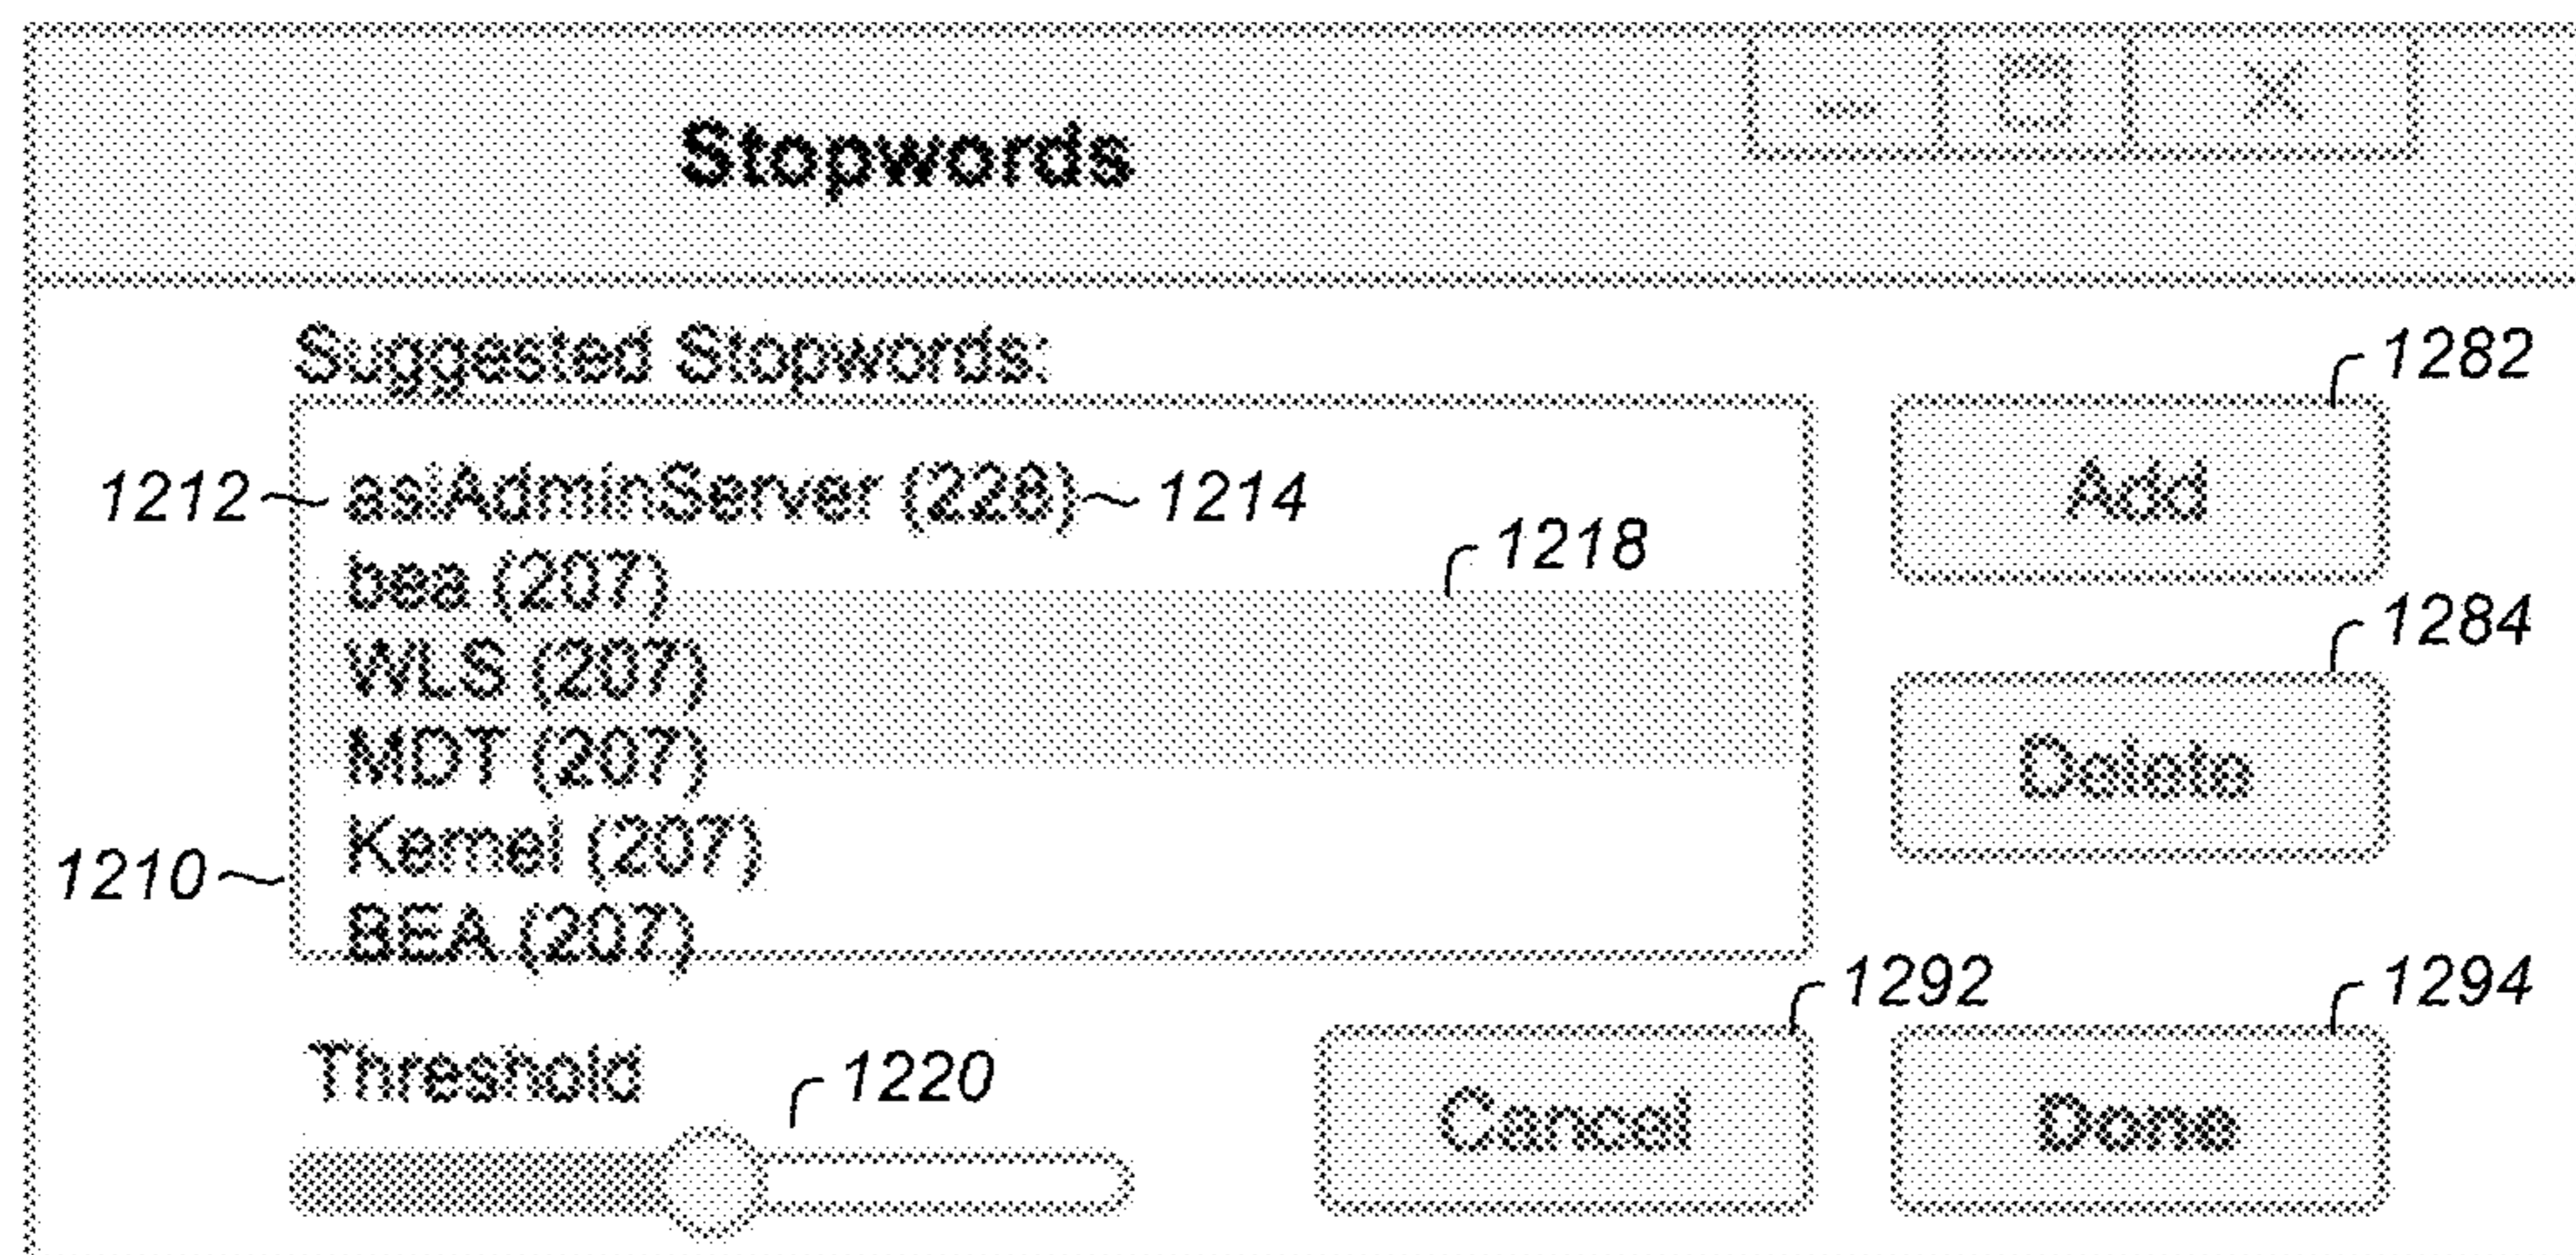 Stopwords
Suggested Stopwords:
1282
1212 asiAdminServer (228) 1214
Add
1218
bea (207)
WLS (207)
1284
MDT (207)
Delete
Kernel (207)
1210
BEA (207)
1292
1294
Threshold
1220
Cancel
Done